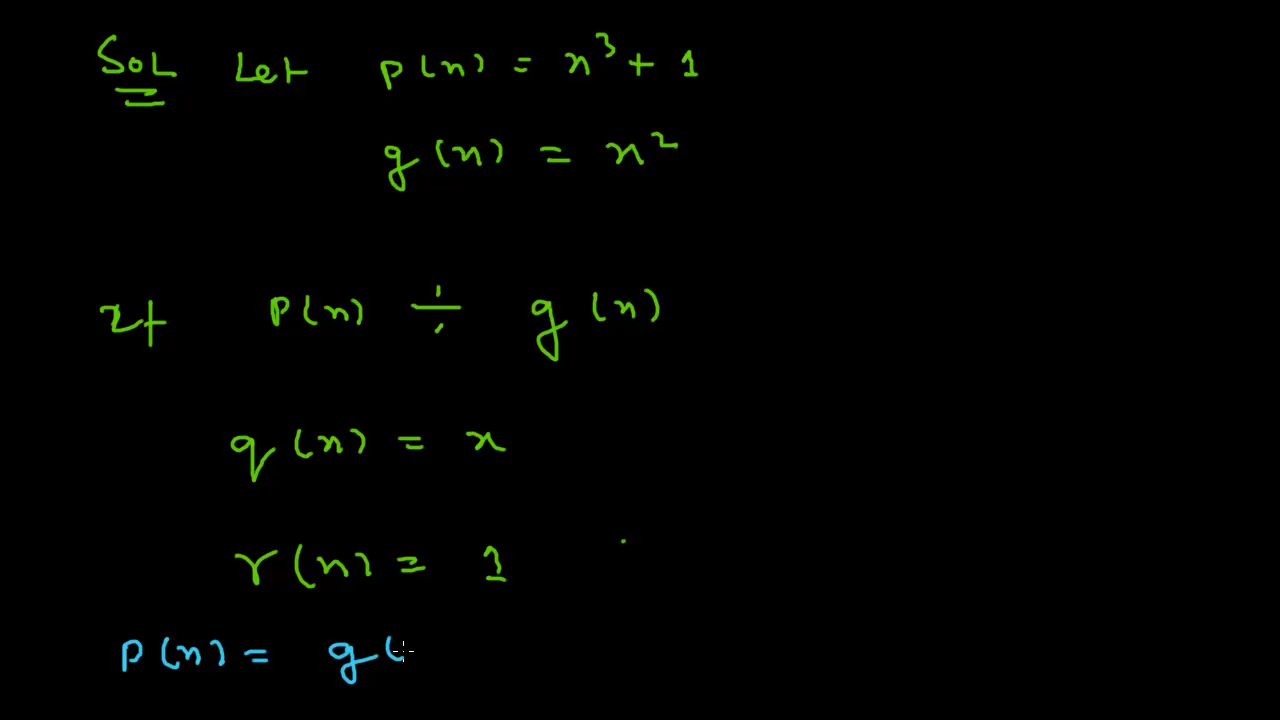 Sol Let p(x) = x³ + 1
g(x) = x²
If p(x) ÷ g(x)
q(x) = x
r(x) = 1
p(x) = g(